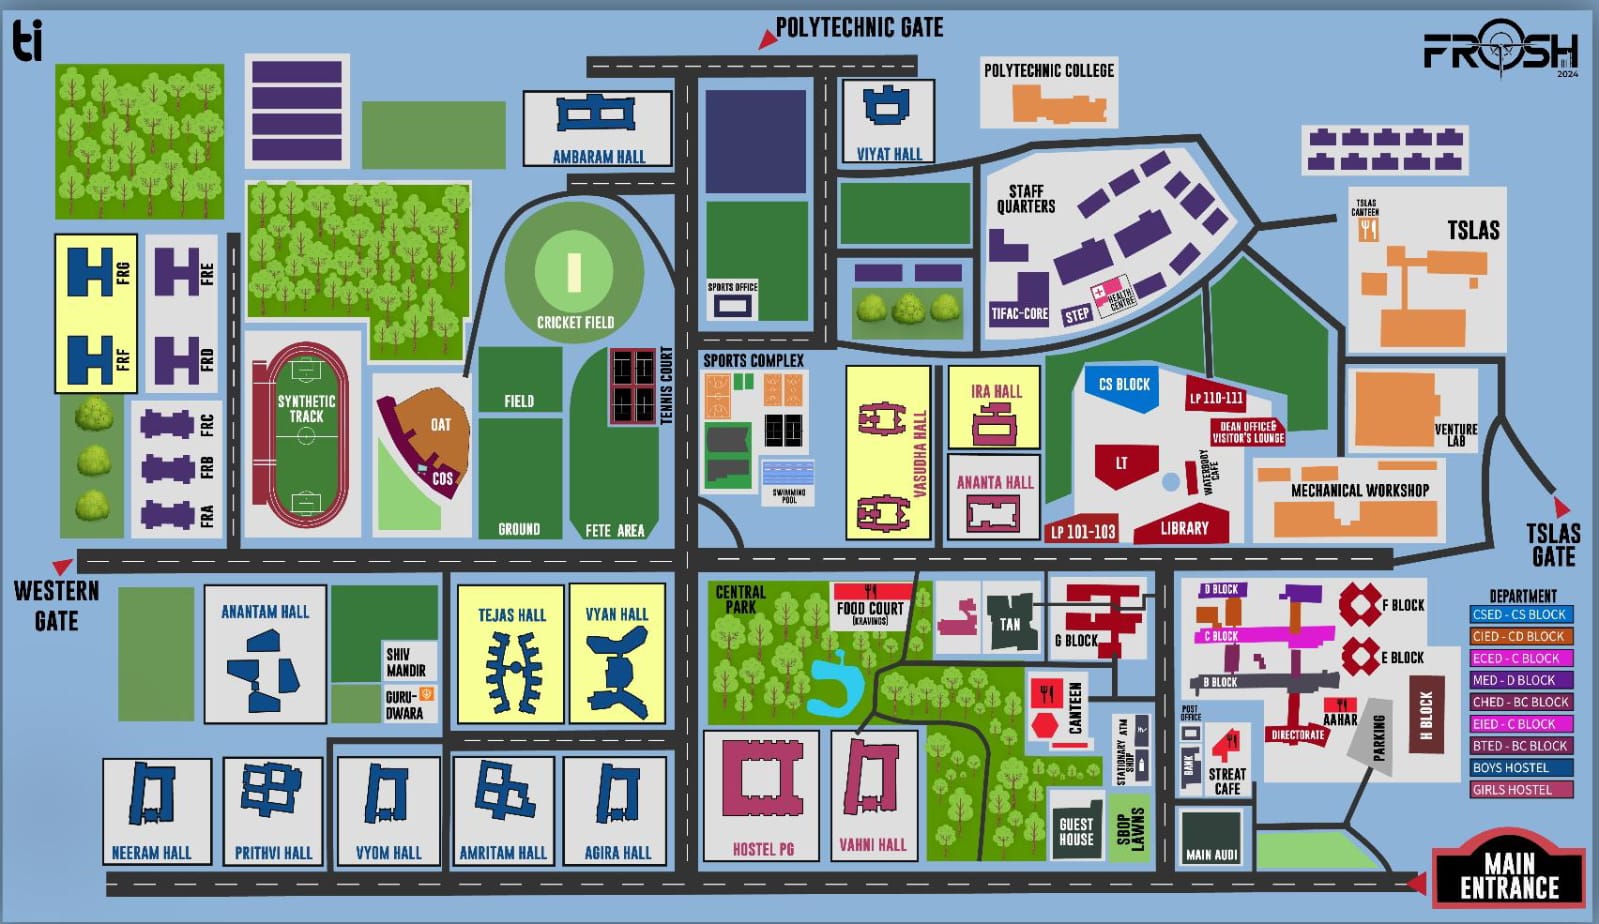 ti
POLYTECHNIC GATE
FROSH
2024
POLYTECHNIC COLLEGE
AMBARAM HALL
VIYAT HALL
STAFF
QUARTERS
TSLAS
CANTEEN
TSLAS
FRG
FRE
FRF
FRD
SPORTS OFFICE
CRICKET FIELD
TIFAC-CORE
STEP
HEALTH
CENTRE
SYNTHETIC
TRACK
OAT
COS
FIELD
TENNIS COURT
SPORTS COMPLEX
SWIMMING
POOL
VASUDHA HALL
IRA HALL
ANANTA HALL
CS BLOCK
LP 110-111
DEAN OFFICE&
VISITOR'S LOUNGE
LT
WATERBODY
CAFE
LP 101-103
LIBRARY
VENTURE
LAB
MECHANICAL WORKSHOP
FRC
FRB
FRA
GROUND
FETE AREA
TSLAS
GATE
WESTERN
GATE
ANANTAM HALL
SHIV
MANDIR
GURU-
DWARA
TEJAS HALL
VYAN HALL
CENTRAL
PARK
FOOD COURT
(KRAVINGS)
TAN
G BLOCK
D BLOCK
C BLOCK
B BLOCK
F BLOCK
E BLOCK
H BLOCK
DIRECTORATE
AAHAR
PARKING
CANTEEN
POST
OFFICE
BANK
STREAT
CAFE
STATIONARY ATM
SHOP
GUEST
HOUSE
SBOP
LAWNS
MAIN AUDI
DEPARTMENT
CSED - CS BLOCK
CIED - CD BLOCK
ECED - C BLOCK
MED - D BLOCK
CHED - BC BLOCK
EIED - C BLOCK
BTED - BC BLOCK
BOYS HOSTEL
GIRLS HOSTEL
NEERAM HALL
PRITHVI HALL
VYOM HALL
AMRITAM HALL
AGIRA HALL
HOSTEL PG
VAHNI HALL
MAIN
ENTRANCE